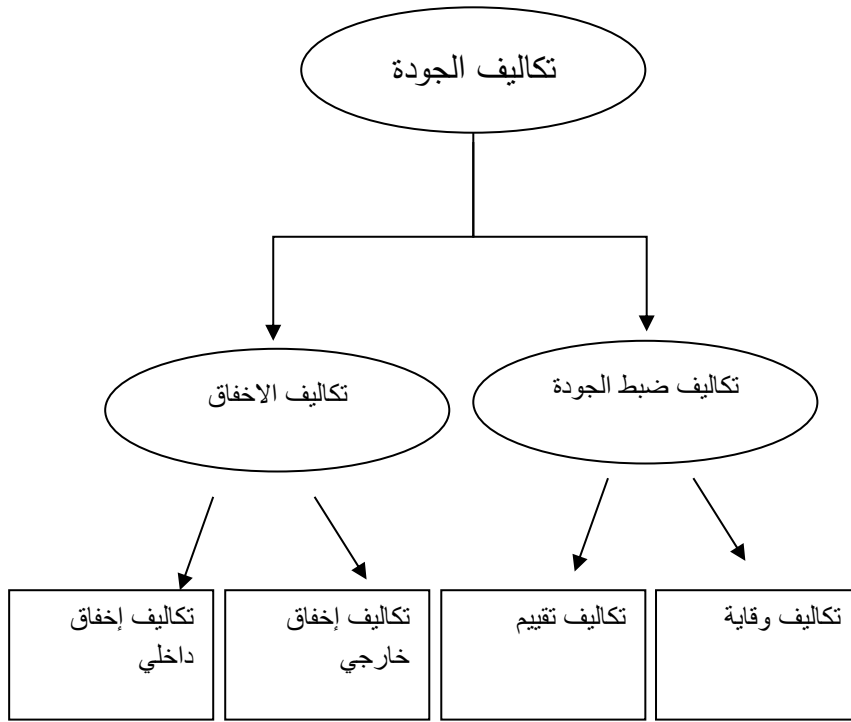 تكاليف الجودة
تكاليف ضبط الجودة
تكاليف الاخفاق
تكاليف وقاية
تكاليف تقييم
تكاليف إخفاق
خارجي
تكاليف إخفاق
داخلي